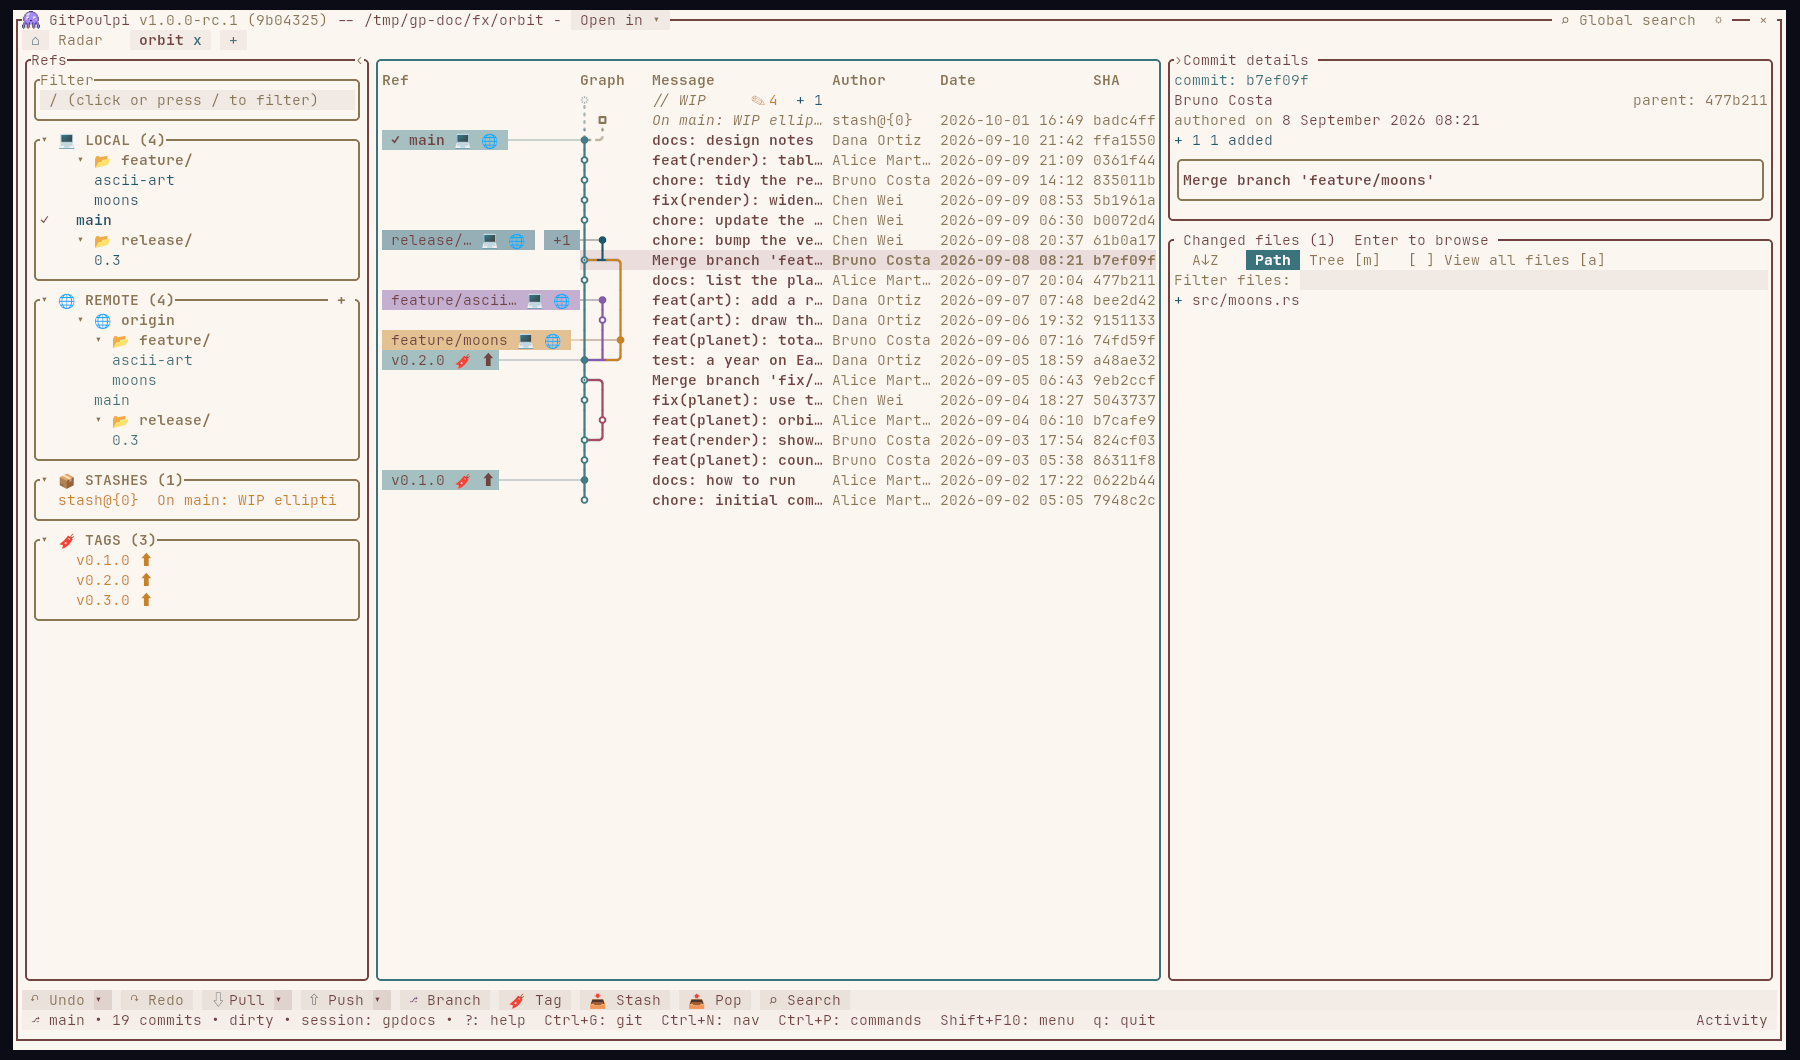 GitPoulpi v1.0.0-rc.1 (9b04325) -- /tmp/gp-doc/fx/orbit - Open in ▾ ⌕ Global search ☼ ×
⌂ Radar orbit x +
Refs ‹
Filter
/ (click or press / to filter)
▾ 💻 LOCAL (4)
▾ 📂 feature/
ascii-art
moons
✓ main
▾ 📂 release/
0.3
▾ 🌐 REMOTE (4) +
▾ 🌐 origin
▾ 📂 feature/
ascii-art
moons
main
▾ 📂 release/
0.3
▾ 📦 STASHES (1)
stash@{0} On main: WIP ellipti
▾ 🔖 TAGS (3)
v0.1.0 ⬆
v0.2.0 ⬆
v0.3.0 ⬆
Ref Graph Message Author Date SHA
// WIP ✎ 4 + 1
On main: WIP ellip… stash@{0} 2026-10-01 16:49 badc4ff
✓ main 💻 🌐 docs: design notes Dana Ortiz 2026-09-10 21:42 ffa1550
feat(render): tabl… Alice Mart… 2026-09-09 21:09 0361f44
chore: tidy the re… Bruno Costa 2026-09-09 14:12 835011b
fix(render): widen… Chen Wei 2026-09-09 08:53 5b1961a
chore: update the … Chen Wei 2026-09-09 06:30 b0072d4
release/… 💻 🌐 +1 chore: bump the ve… Chen Wei 2026-09-08 20:37 61b0a17
Merge branch 'feat… Bruno Costa 2026-09-08 08:21 b7ef09f
docs: list the pla… Alice Mart… 2026-09-07 20:04 477b211
feature/ascii… 💻 🌐 feat(art): add a r… Dana Ortiz 2026-09-07 07:48 bee2d42
feat(art): draw th… Dana Ortiz 2026-09-06 19:32 9151133
feature/moons 💻 🌐 feat(planet): tota… Bruno Costa 2026-09-06 07:16 74fd59f
v0.2.0 🔖 ⬆ test: a year on Ea… Dana Ortiz 2026-09-05 18:59 a48ae32
Merge branch 'fix/… Alice Mart… 2026-09-05 06:43 9eb2ccf
fix(planet): use t… Chen Wei 2026-09-04 18:27 5043737
feat(planet): orbi… Alice Mart… 2026-09-04 06:10 b7cafe9
feat(render): show… Bruno Costa 2026-09-03 17:54 824cf03
feat(planet): coun… Bruno Costa 2026-09-03 05:38 86311f8
v0.1.0 🔖 ⬆ docs: how to run Alice Mart… 2026-09-02 17:22 0622b44
chore: initial com… Alice Mart… 2026-09-02 05:05 7948c2c
› Commit details
commit: b7ef09f
Bruno Costa parent: 477b211
authored on 8 September 2026 08:21
+ 1 1 added
Merge branch 'feature/moons'
Changed files (1) Enter to browse
A↓Z Path Tree [m] [ ] View all files [a]
Filter files:
+ src/moons.rs
↶ Undo ▾ ↷ Redo ⇩ Pull ▾ ⇧ Push ▾ ⎇ Branch 🔖 Tag 📥 Stash 📤 Pop ⌕ Search
⎇ main • 19 commits • dirty • session: gpdocs • ?: help Ctrl+G: git Ctrl+N: nav Ctrl+P: commands Shift+F10: menu q: quit Activity